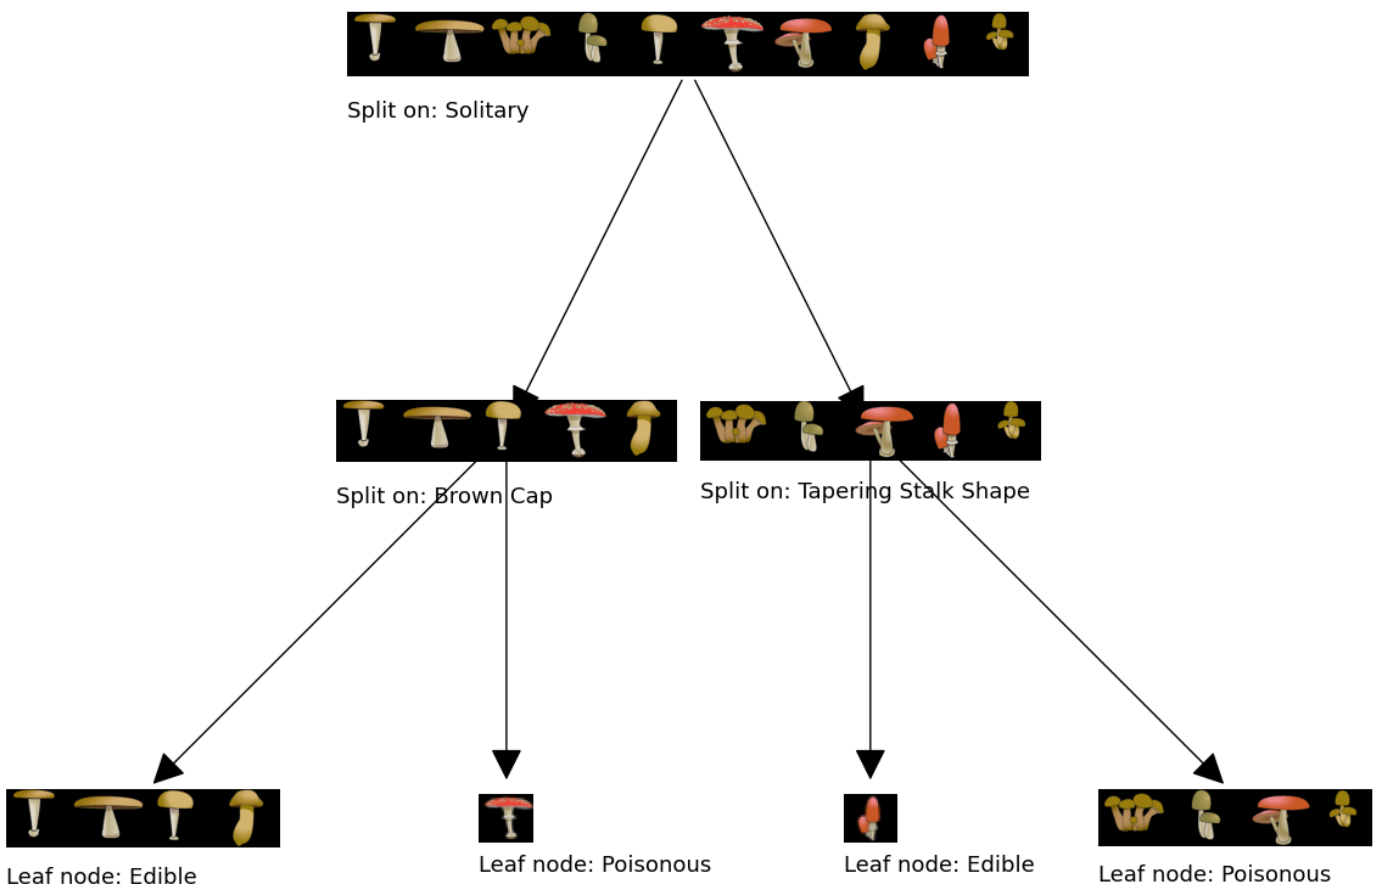 Split on: Solitary
Split on: Brown Cap
Split on: Tapering Stalk Shape
Leaf node: Edible
Leaf node: Poisonous
Leaf node: Edible
Leaf node: Poisonous